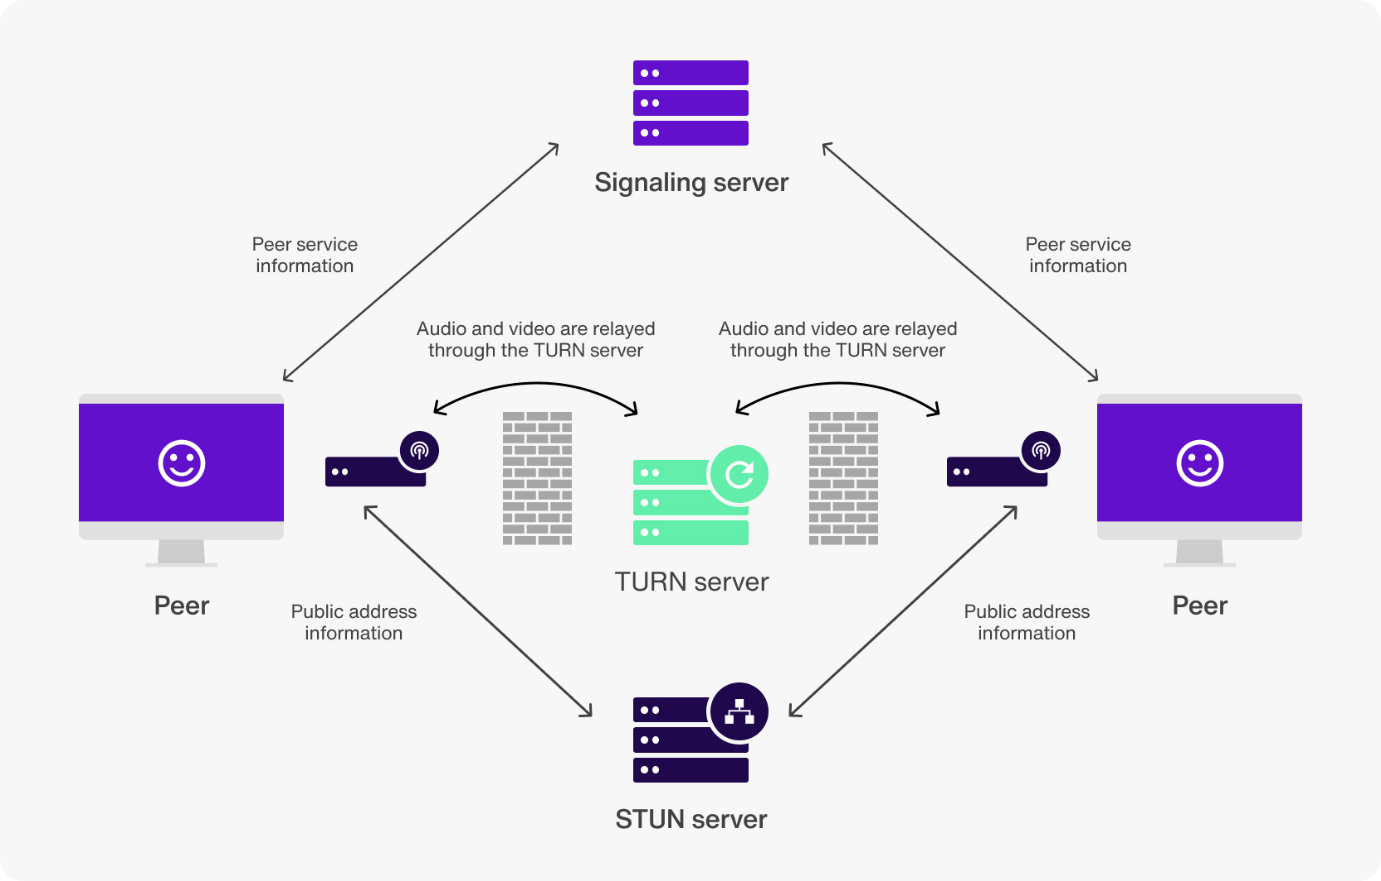 Signaling server
Peer service
information
Peer service
information
Audio and video are relayed
through the TURN server
Audio and video are relayed
through the TURN server
TURN server
Peer
Peer
Public address
information
Public address
information
STUN server